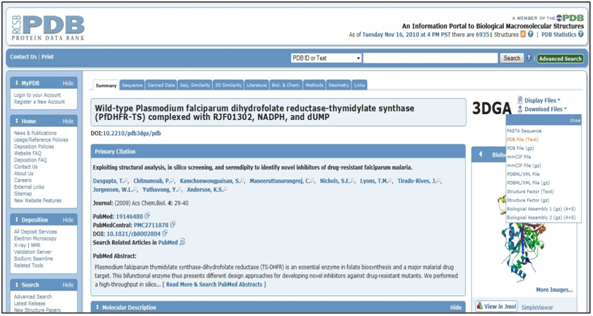 RCSB PDB
PROTEIN DATA BANK
A MEMBER OF THE PDB
An Information Portal to Biological Macromolecular Structures
As of Tuesday Nov 16, 2010 at 4 PM PST there are 69351 Structures | PDB Statistics
Contact Us | Print
PDB ID or Text
Search
Advanced Search
MyPDB Hide
Login to your Account
Register a New Account
Home Hide
News & Publications
Usage/Reference Policies
Deposition Policies
Website FAQ
Deposition FAQ
Contact Us
About Us
Careers
External Links
Sitemap
New Website Features
Deposition Hide
All Deposit Services
Electron Microscopy
X-ray | NMR
Validation Server
BioSync Beamline
Related Tools
Search Hide
Advanced Search
Latest Release
New Structure Papers
Summary Sequence Derived Data Seq. Similarity 3D Similarity Literature Biol. & Chem. Methods Geometry Links
Wild-type Plasmodium falciparum dihydrofolate reductase-thymidylate synthase
(PfDHFR-TS) complexed with RJF01302, NADPH, and dUMP
DOI:10.2210/pdb3dga/pdb
Primary Citation
Exploiting structural analysis, in silico screening, and serendipity to identify novel inhibitors of drug-resistant falciparum malaria.
Dasgupta, T., Chitnumsub, P., Kamchonwongpaisan, S., Maneeruttanarungroj, C., Nichols, S.E., Lyons, T.M., Tirado-Rives, J.,
Jorgensen, W.L., Yuthavong, Y., Anderson, K.S.
Journal: (2009) Acs Chem.Biol. 4: 29-40
PubMed: 19146480
PubMedCentral: PMC2711878
DOI: 10.1021/cb8002804
Search Related Articles in PubMed
PubMed Abstract:
Plasmodium falciparum thymidylate synthase-dihydrofolate reductase (TS-DHFR) is an essential enzyme in folate biosynthesis and a major malarial drug
target. This bifunctional enzyme thus presents different design approaches for developing novel inhibitors against drug-resistant mutants. We performed
a high-throughput in silico... [ Read More & Search PubMed Abstracts ]
Molecular Description Hide
3DGA
Display Files
Download Files
close
FASTA Sequence
PDB File (Text)
PDB File (gz)
mmCIF File
mmCIF File (gz)
PDBML/XML File
PDBML/XML File (gz)
Structure Factor (Text)
Structure Factor (gz)
Biological Assembly 1 (gz) (A+S)
Biological Assembly 2 (gz) (A+S)
More Images...
View in Jmol SimpleViewer